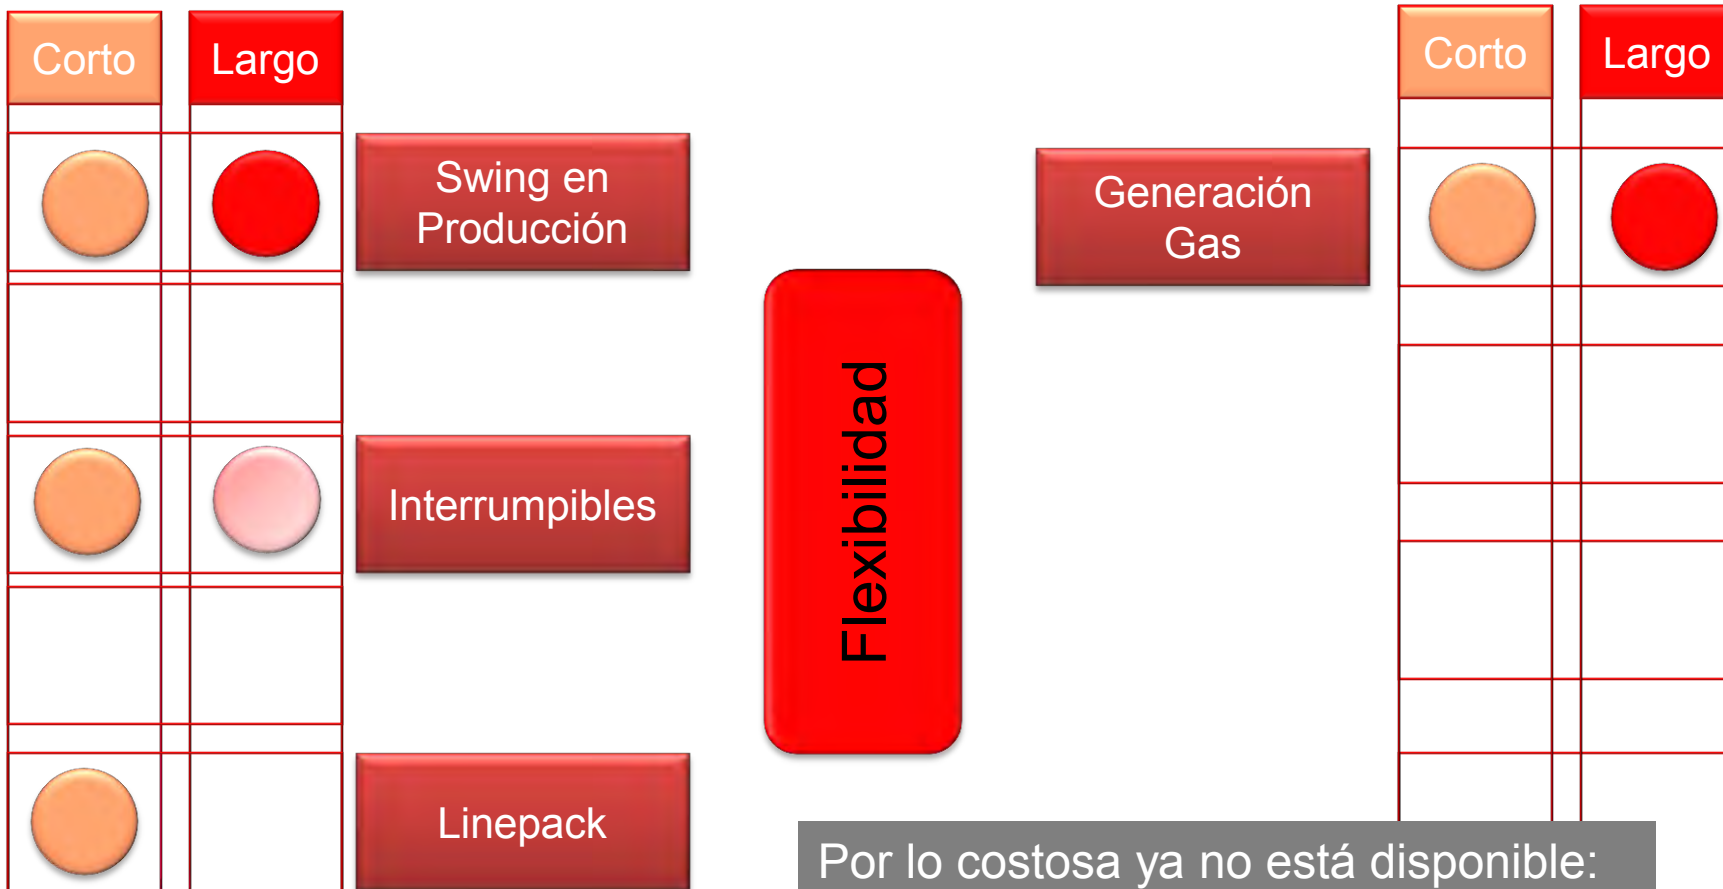 Corto
Largo
Corto
Largo
Swing en
Producción
Generación
Gas
Interrumpibles
Flexibilidad
Linepack
Por lo costosa ya no está disponible: